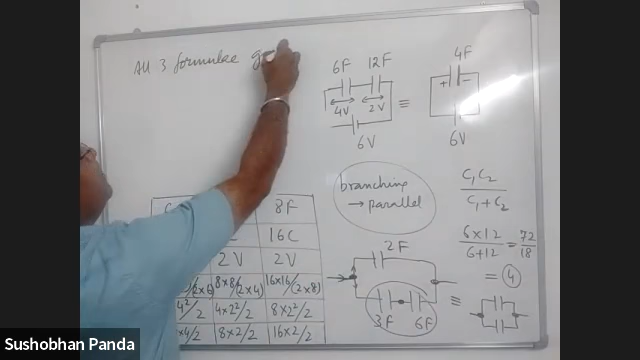 All 3 formulae
6F 12F
4V 2V
6V
≡
4F
+ −
6V
branching
→ parallel
C₁C₂
C₁+C₂
6×12 = 72
6+12 18
= 4
8F
16C
2V 2V
8×8/(2×4) 16×16/(2×8)
4²/2 4×2²/2 8×2²/2
×4/2 8×2/2 16×2/2
2F
3F 6F
≡
Sushobhan Panda